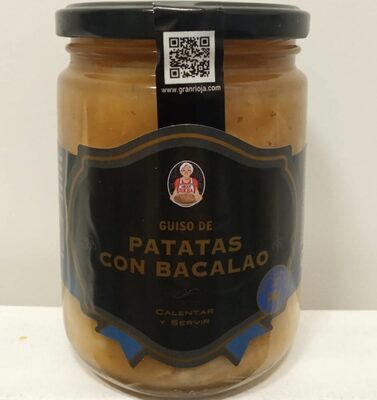 www.granrioja.com
GUISO DE
PATATAS
CON BACALAO
CALENTAR
Y SERVIR